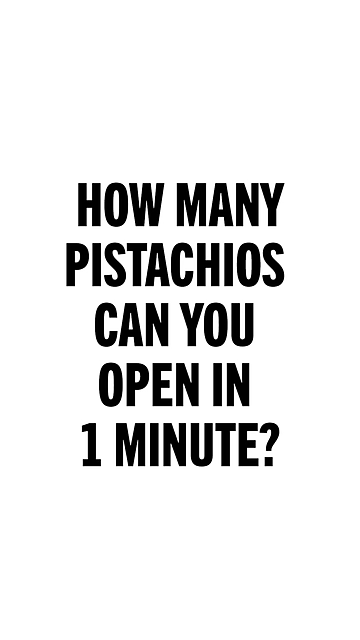 HOW MANY
PISTACHIOS
CAN YOU
OPEN IN
1 MINUTE?